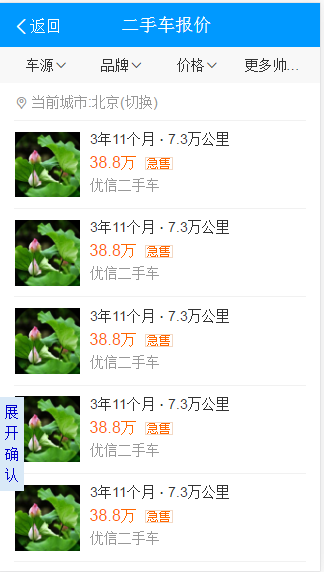 返回 二手车报价
车源 品牌 价格 更多帅...
当前城市:北京(切换)
3年11个月 · 7.3万公里
38.8万 急售
优信二手车
3年11个月 · 7.3万公里
38.8万 急售
优信二手车
3年11个月 · 7.3万公里
38.8万 急售
优信二手车
3年11个月 · 7.3万公里
38.8万 急售
优信二手车
展开确认
3年11个月 · 7.3万公里
38.8万 急售
优信二手车